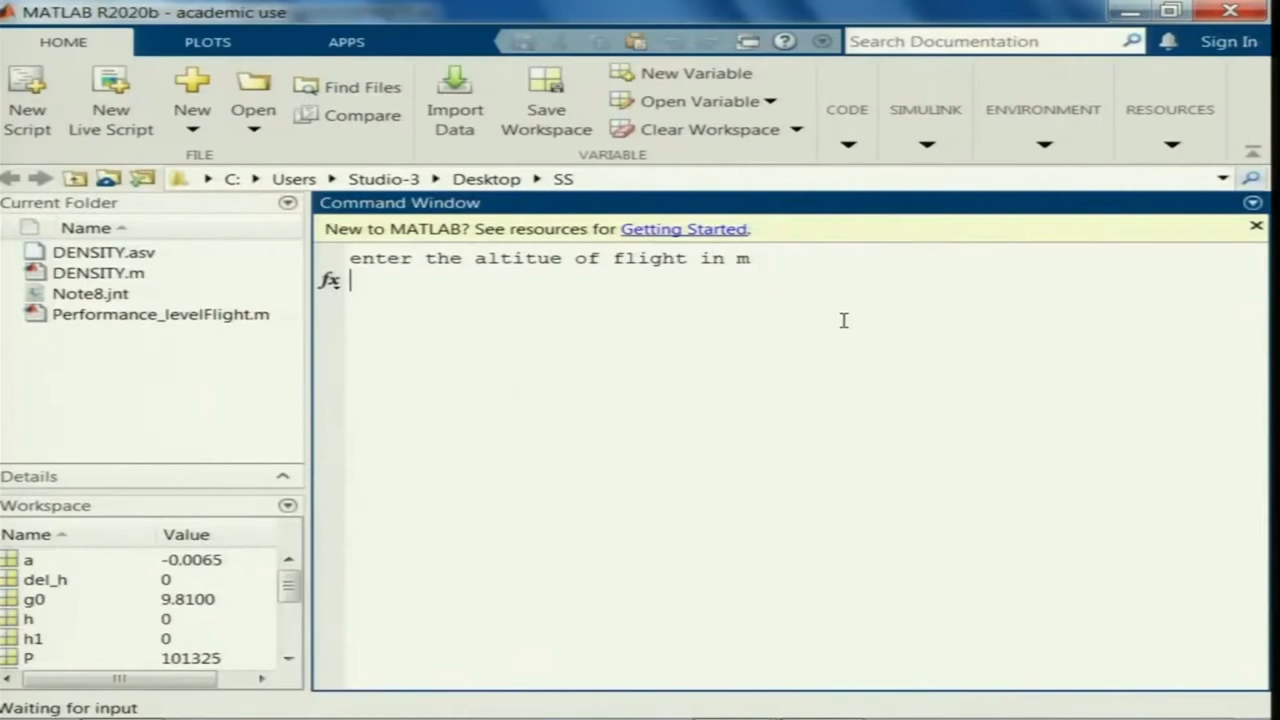 MATLAB R2020b - academic use
HOME PLOTS APPS Search Documentation Sign In
New Script
New Live Script
New
Open
Find Files
Compare
FILE
Import Data
Save Workspace
New Variable
Open Variable
Clear Workspace
VARIABLE
CODE
SIMULINK
ENVIRONMENT
RESOURCES
C: Users Studio-3 Desktop SS
Current Folder
Name
DENSITY.asv
DENSITY.m
Note8.jnt
Performance_levelFlight.m
Details
Workspace
Name Value
a -0.0065
del_h 0
g0 9.8100
h 0
h1 0
P 101325
Command Window
New to MATLAB? See resources for Getting Started.
enter the altitue of flight in m
fx
Waiting for input